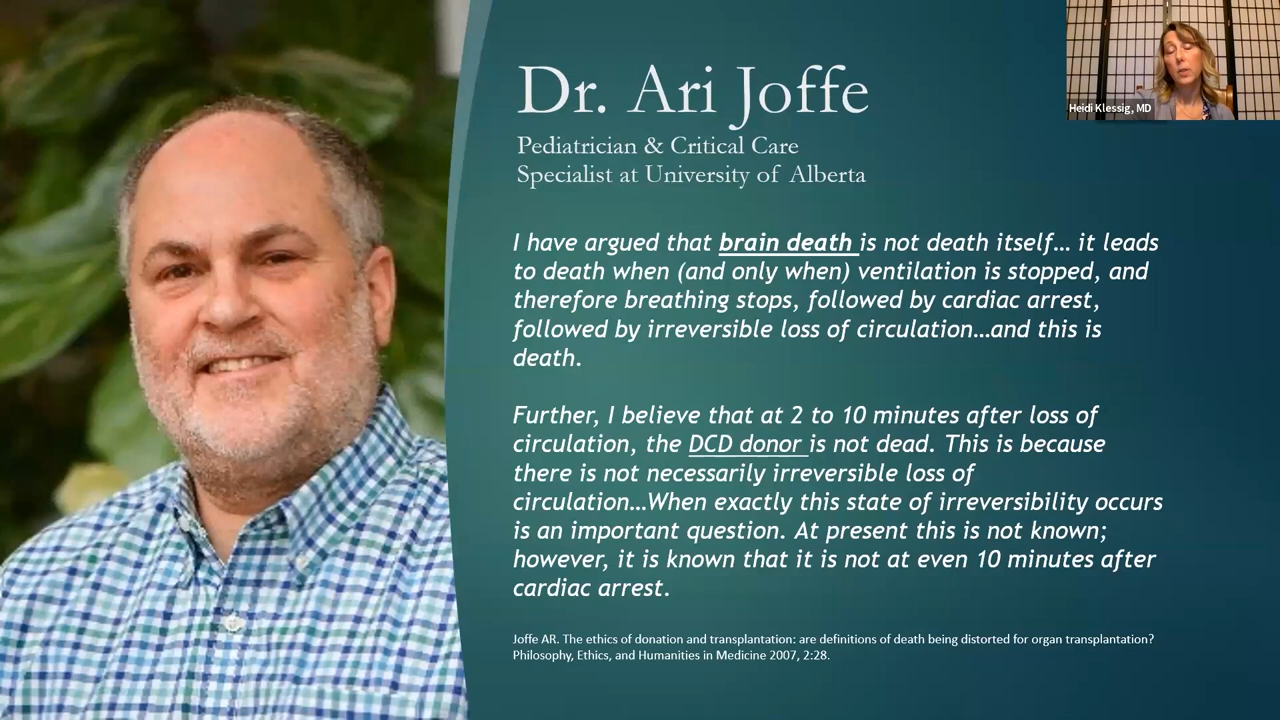 Dr. Ari Joffe
Pediatrician & Critical Care
Specialist at University of Alberta
Heidi Klessig, MD
I have argued that brain death is not death itself... it leads
to death when (and only when) ventilation is stopped, and
therefore breathing stops, followed by cardiac arrest,
followed by irreversible loss of circulation...and this is
death.
Further, I believe that at 2 to 10 minutes after loss of
circulation, the DCD donor is not dead. This is because
there is not necessarily irreversible loss of
circulation...When exactly this state of irreversibility occurs
is an important question. At present this is not known;
however, it is known that it is not at even 10 minutes after
cardiac arrest.
Joffe AR. The ethics of donation and transplantation: are definitions of death being distorted for organ transplantation?
Philosophy, Ethics, and Humanities in Medicine 2007, 2:28.